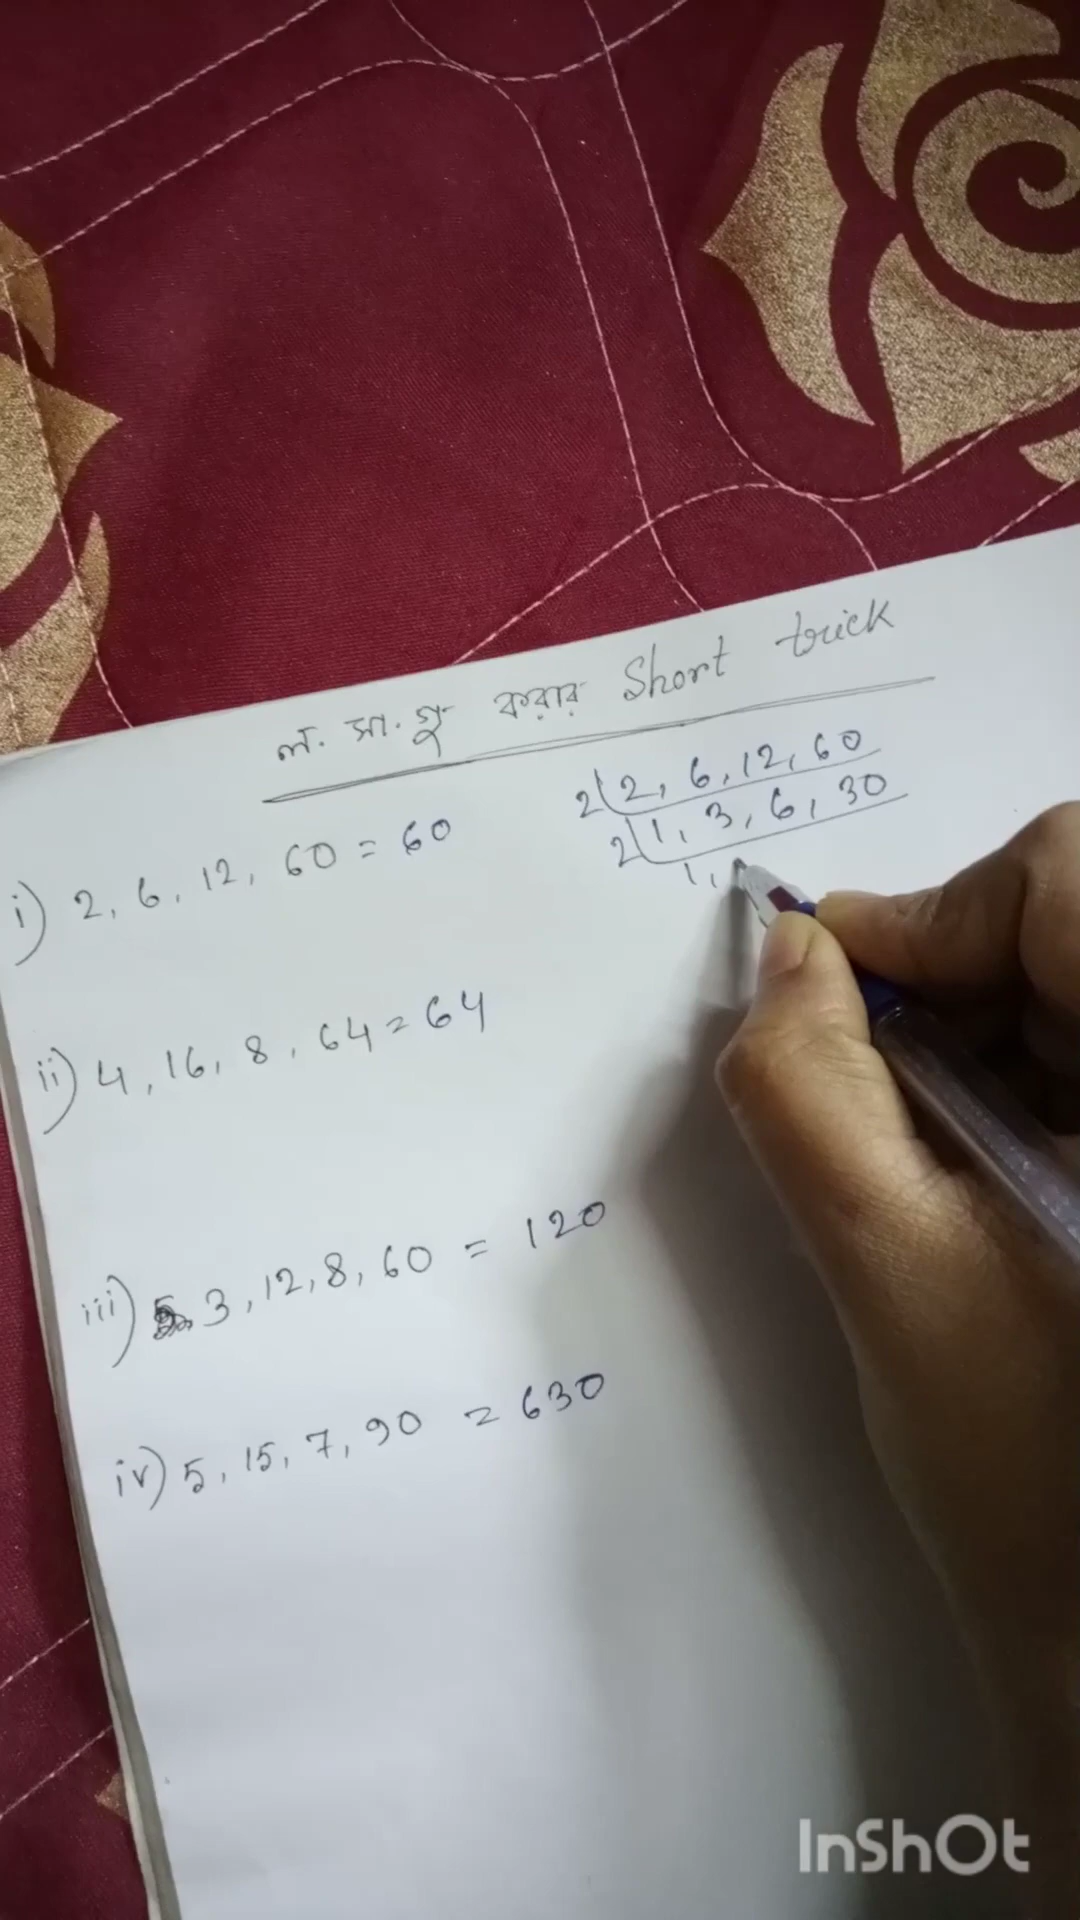 ল. সা. গু করার Short trick
i) 2, 6, 12, 60 = 60
2 2, 6, 12, 60
2 1, 3, 6, 30
1,
ii) 4, 16, 8, 64 = 64
iii) 3, 12, 8, 60 = 120
iv) 5, 15, 7, 90 = 630
InShOt